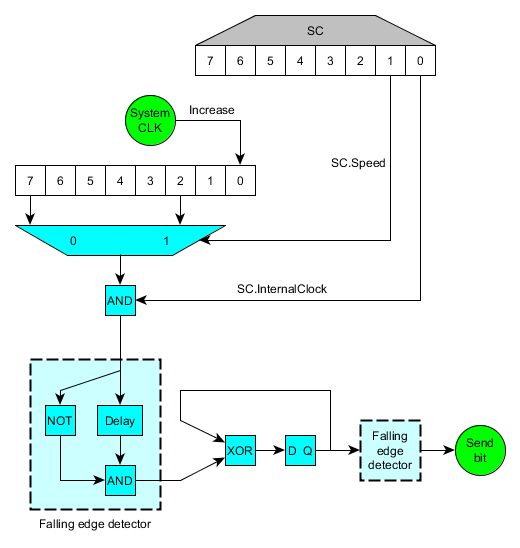 SC
7 6 5 4 3 2 1 0
System
CLK
Increase
SC.Speed
7 6 5 4 3 2 1 0
0 1
SC.InternalClock
AND
NOT
Delay
AND
XOR
D Q
Falling
edge
detector
Send
bit
Falling edge detector